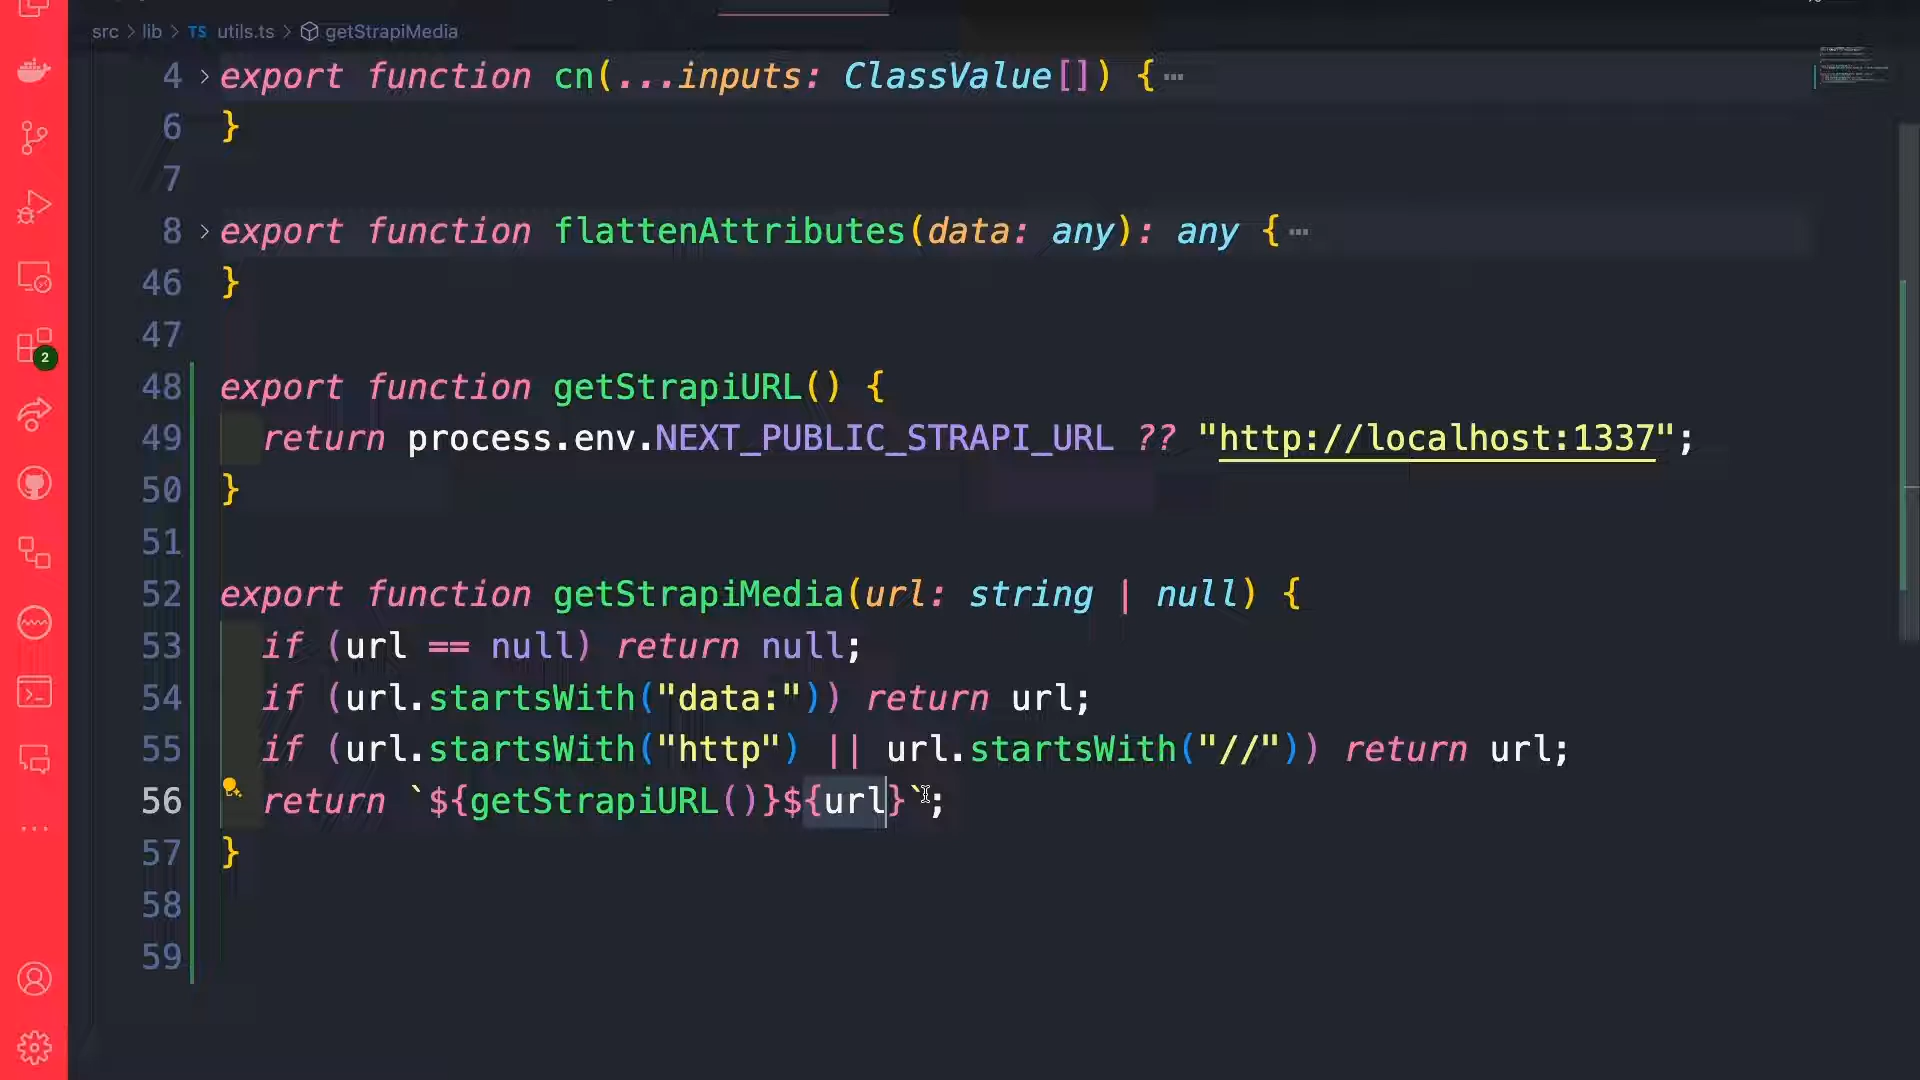 src > lib > TS utils.ts > getStrapiMedia
4 > export function cn(...inputs: ClassValue[]) { ···
6 }
7
8 > export function flattenAttributes(data: any): any { ···
46 }
47
48 export function getStrapiURL() {
49 return process.env.NEXT_PUBLIC_STRAPI_URL ?? "http://localhost:1337";
50 }
51
52 export function getStrapiMedia(url: string | null) {
53 if (url == null) return null;
54 if (url.startsWith("data:")) return url;
55 if (url.startsWith("http") || url.startsWith("//")) return url;
56 return `${getStrapiURL()}${url}`;
57 }
58
59
2